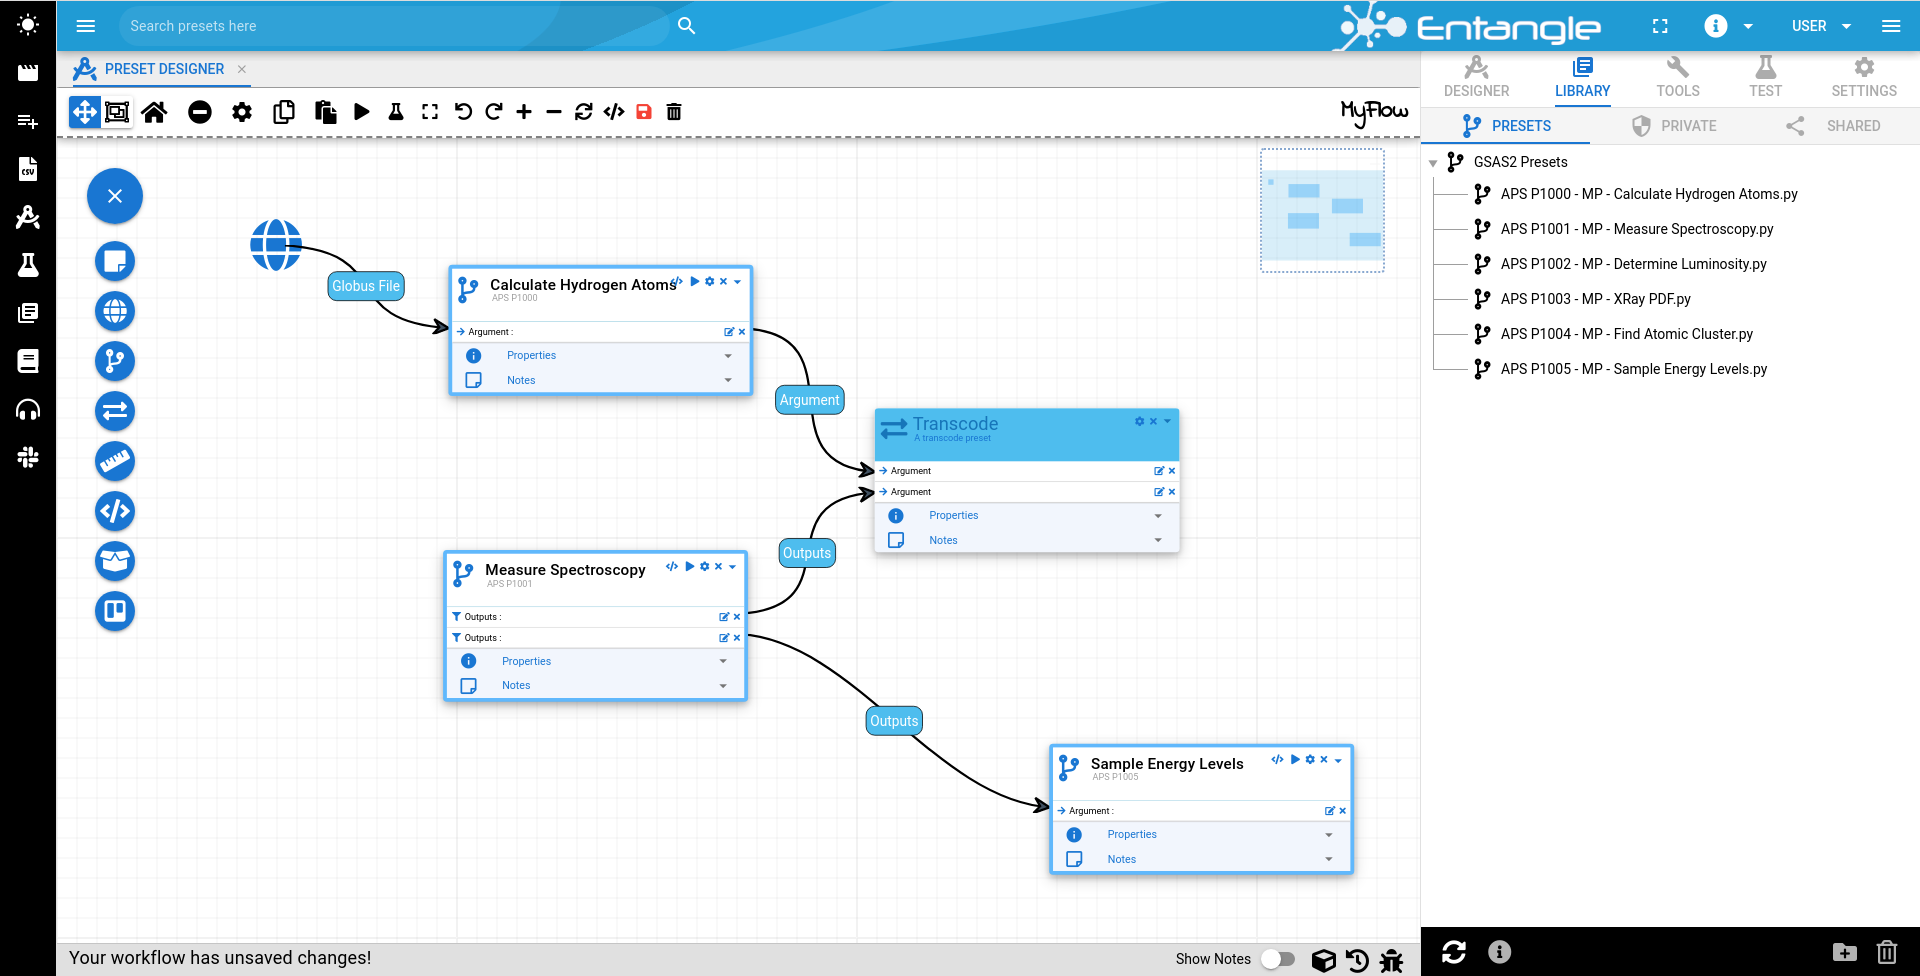 Search presets here
Entangle
USER
PRESET DESIGNER
MyFlow
DESIGNER
LIBRARY
TOOLS
TEST
SETTINGS
PRESETS
PRIVATE
SHARED
GSAS2 Presets
APS P1000 - MP - Calculate Hydrogen Atoms.py
APS P1001 - MP - Measure Spectroscopy.py
APS P1002 - MP - Determine Luminosity.py
APS P1003 - MP - XRay PDF.py
APS P1004 - MP - Find Atomic Cluster.py
APS P1005 - MP - Sample Energy Levels.py
CSV
Globus File
Calculate Hydrogen Atoms
APS P1000
Argument :
Properties
Notes
Argument
Transcode
A transcode preset
Argument
Argument
Properties
Notes
Outputs
Measure Spectroscopy
APS P1001
Outputs :
Outputs :
Properties
Notes
Outputs
Sample Energy Levels
APS P1005
Argument :
Properties
Notes
Your workflow has unsaved changes!
Show Notes